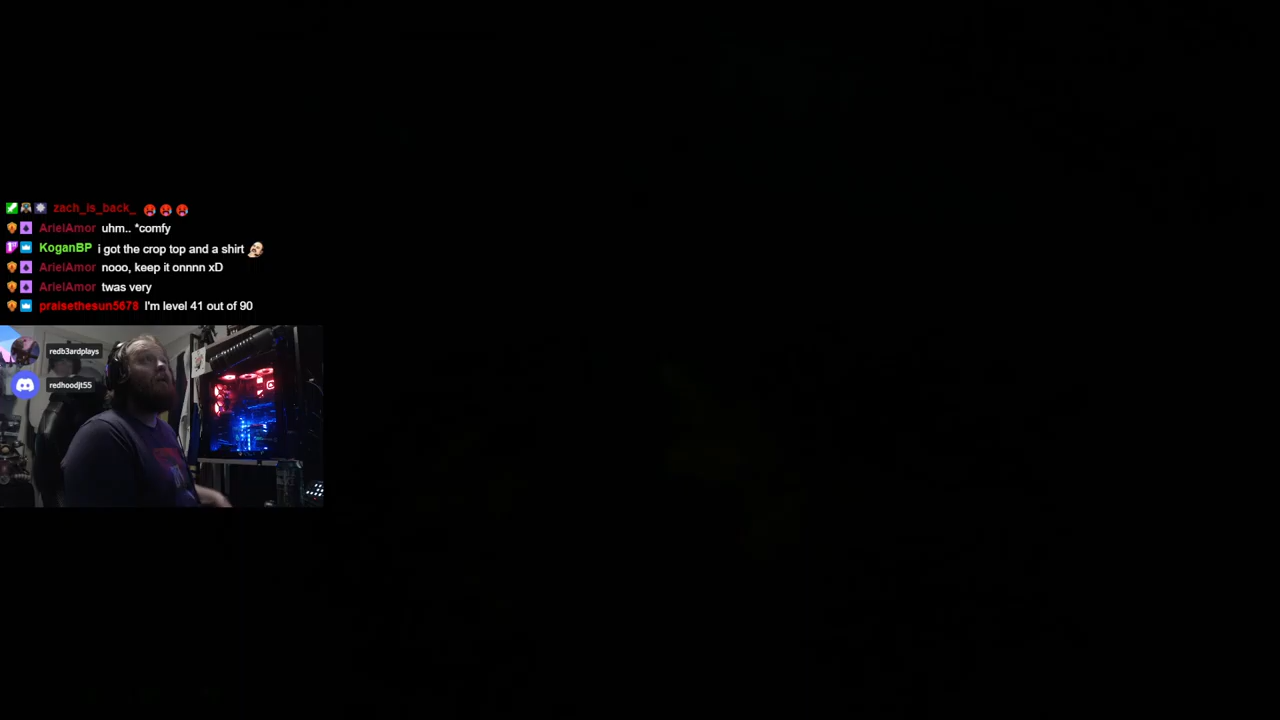 zach_is_back_
ArielAmor uhm.. *comfy
KoganBP i got the crop top and a shirt
ArielAmor nooo, keep it onnnn xD
ArielAmor twas very
praisethesun5678 I'm level 41 out of 90
redb3ardplays
redhoodjt55